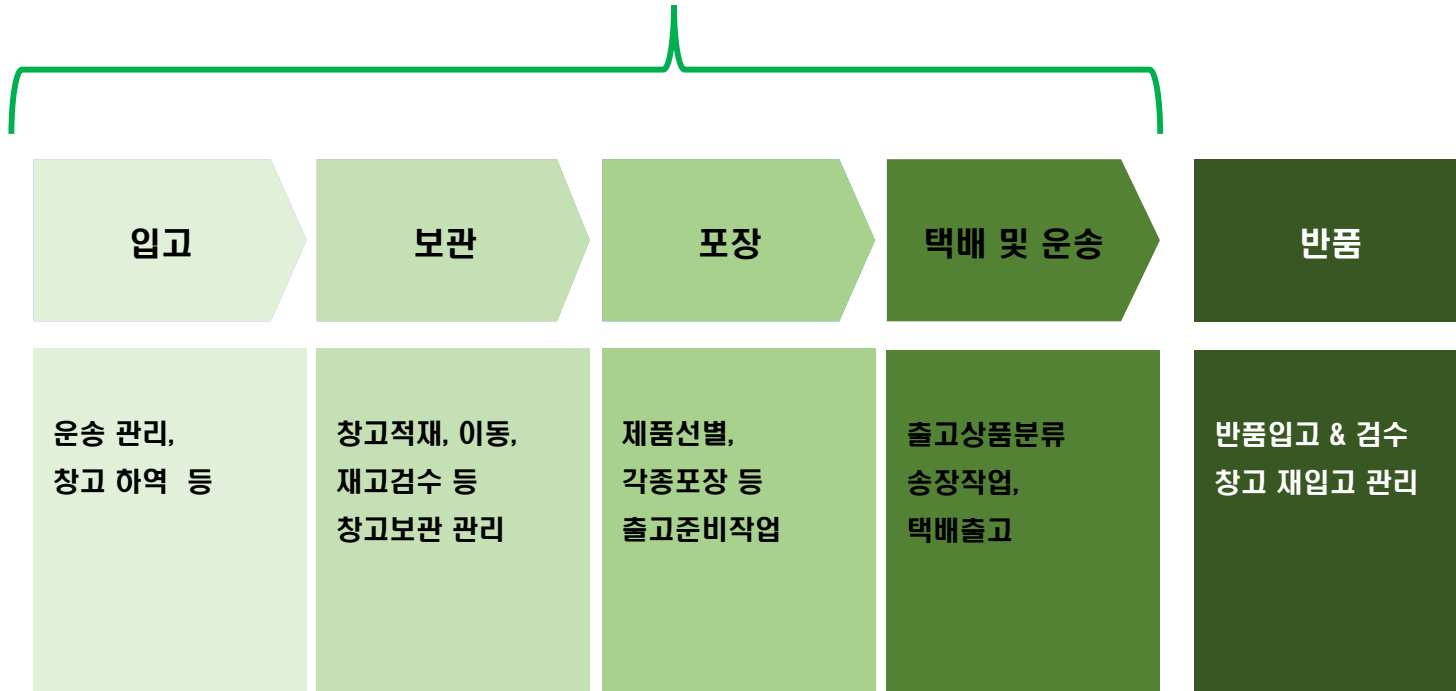 입고
보관
포장
택배 및 운송
반품
운송 관리,
창고 하역 등
창고적재, 이동,
재고검수 등
창고보관 관리
제품선별,
각종포장 등
출고준비작업
출고상품분류
송장작업,
택배출고
반품입고 & 검수
창고 재입고 관리